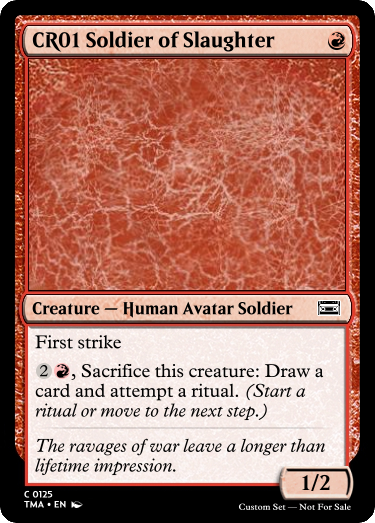 CR01 Soldier of Slaughter
Creature — Human Avatar Soldier
First strike
2, Sacrifice this creature: Draw a
card and attempt a ritual. (Start a
ritual or move to the next step.)
The ravages of war leave a longer than
lifetime impression.
1/2
C 0125
TMA • EN
Custom Set — Not For Sale